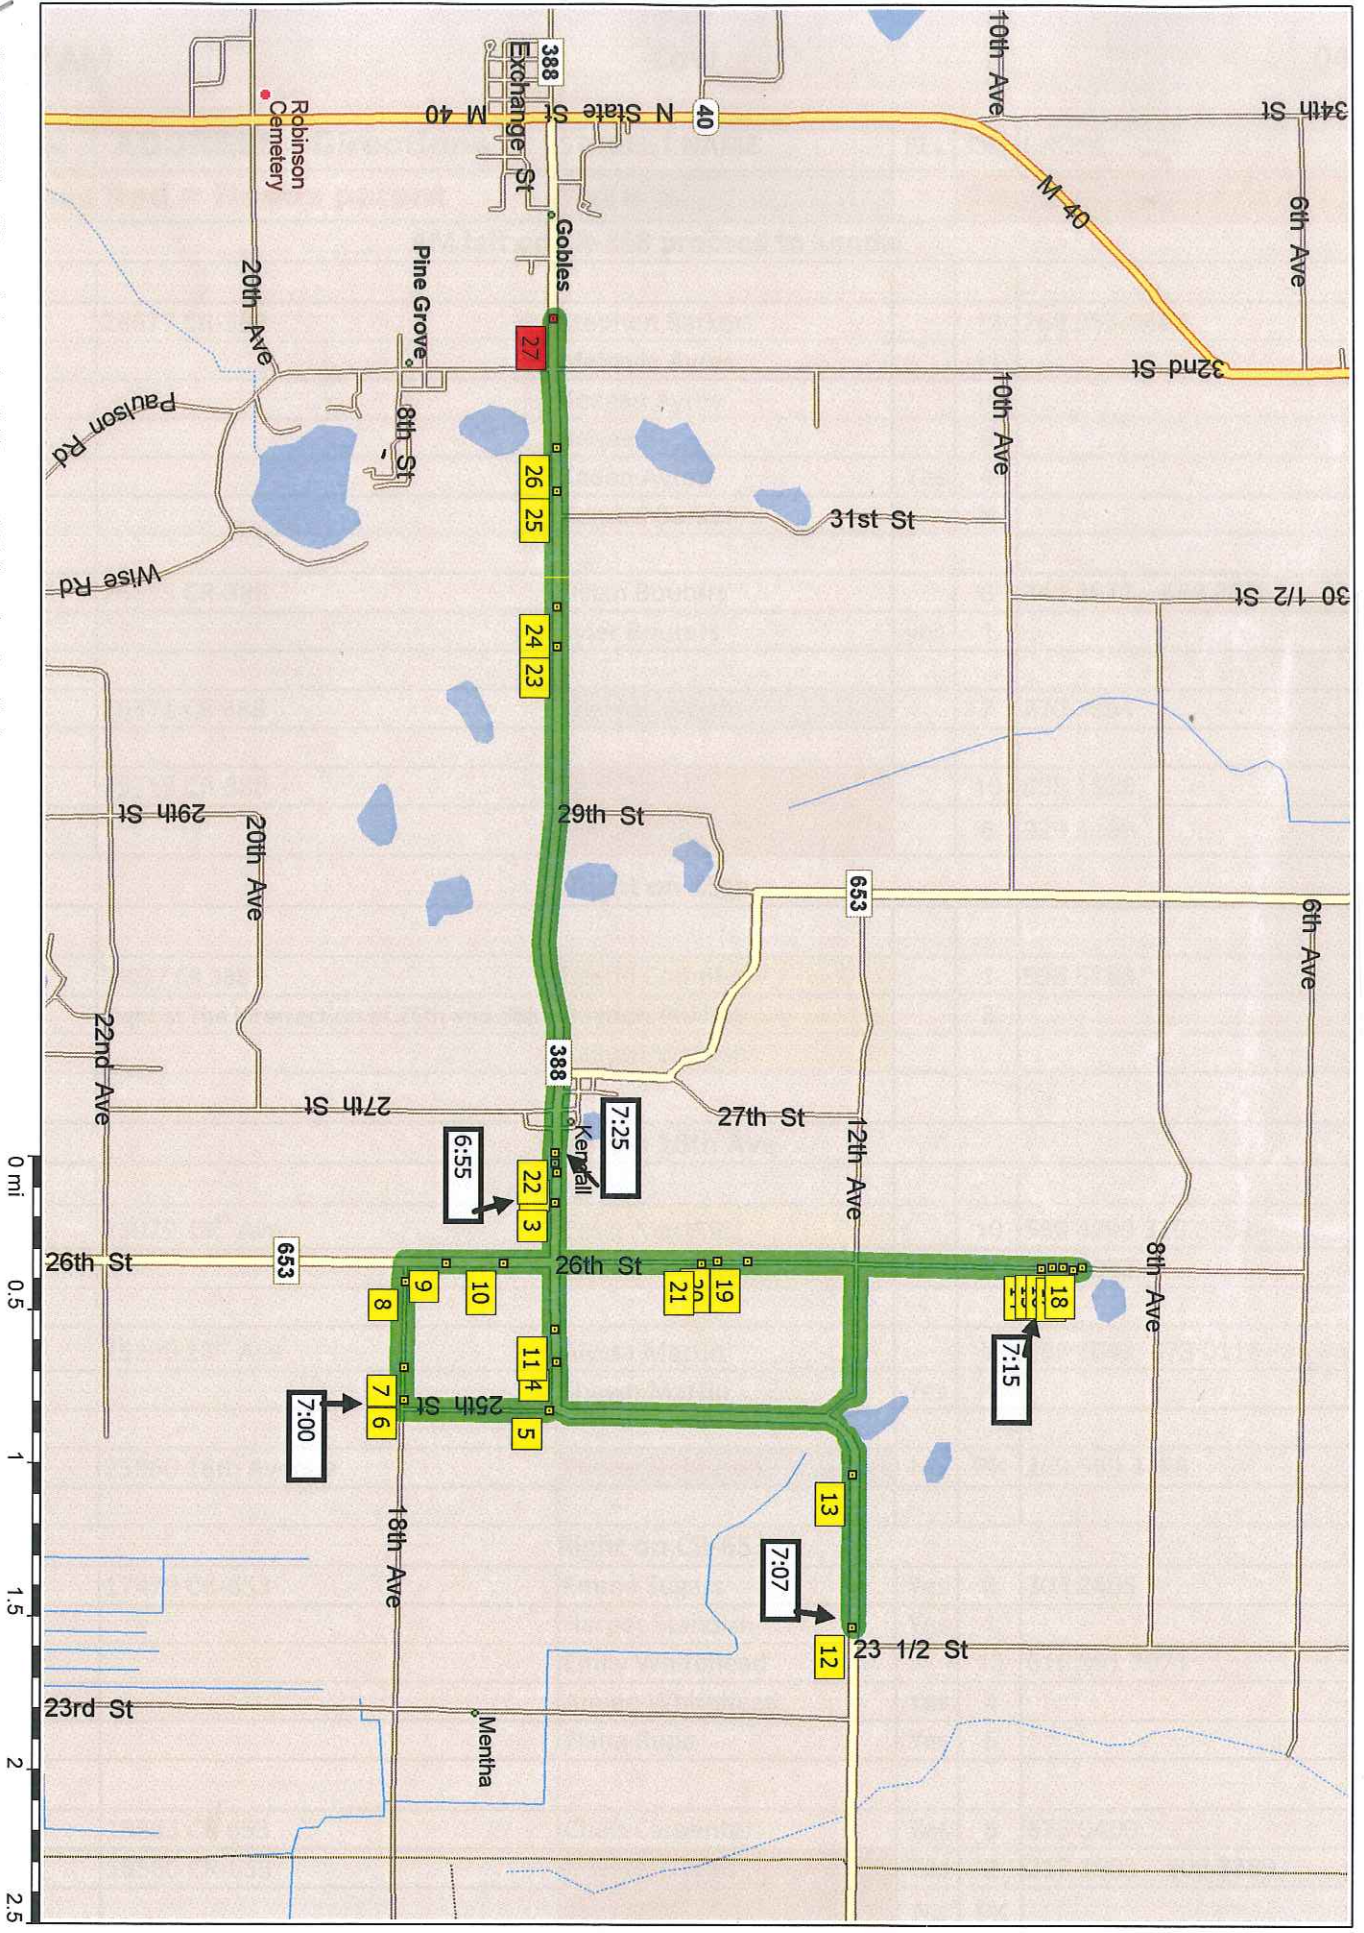 10th Ave
34th St
388
Exchange St
N State St
M 40
40
6th Ave
M 40
Robinson
Cemetery
Gobles
Pine Grove
20th Ave
27
32nd St
10th Ave
8th St
Paulson Rd
26
25
31st St
Wise Rd
30 1/2 St
24
23
29th St
29th St
20th Ave
653
6th Ave
22nd Ave
388
27th St
27th St
12th Ave
Kendall
7:25
6:55
22
3
26th St
653
26th St
8th Ave
9
10
21
20
19
18
8
7:15
11
4
7
6
25th St
5
7:00
18th Ave
13
7:07
12
23 1/2 St
23rd St
Mentha
0 mi
0.5
1
1.5
2
2.5